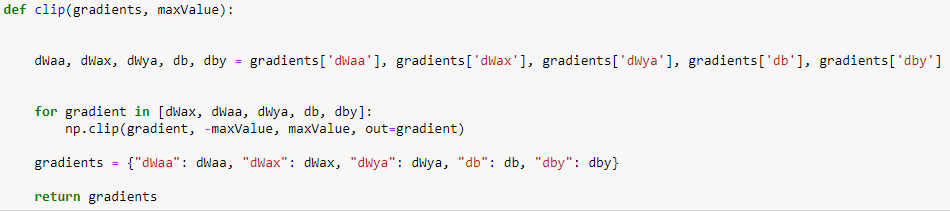 def clip(gradients, maxValue):
dWaa, dWax, dWya, db, dby = gradients['dWaa'], gradients['dWax'], gradients['dWya'], gradients['db'], gradients['dby']
for gradient in [dWax, dWaa, dWya, db, dby]:
np.clip(gradient, -maxValue, maxValue, out=gradient)
gradients = {"dWaa": dWaa, "dWax": dWax, "dWya": dWya, "db": db, "dby": dby}
return gradients